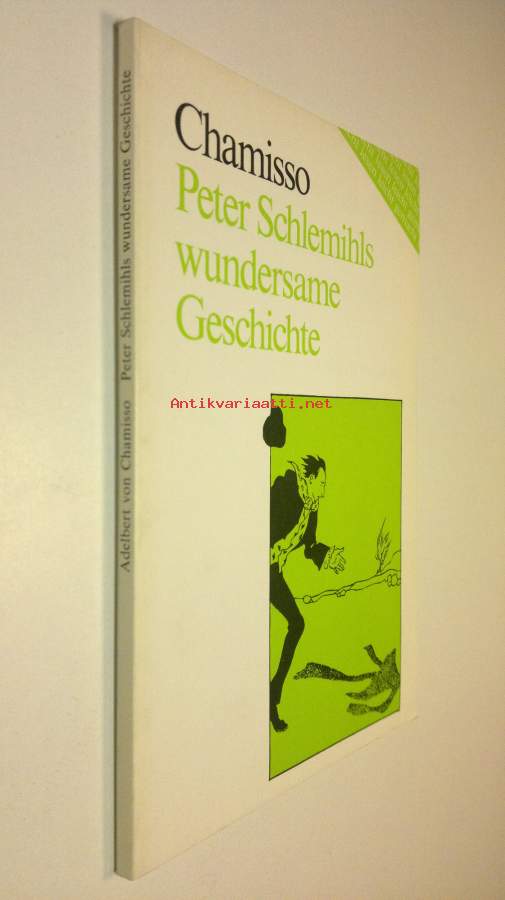 Chamisso
Peter Schlemihls
wundersame
Geschichte
Antikvariaatti.net
Adelbert von Chamisso Peter Schlemihls wundersame Geschichte